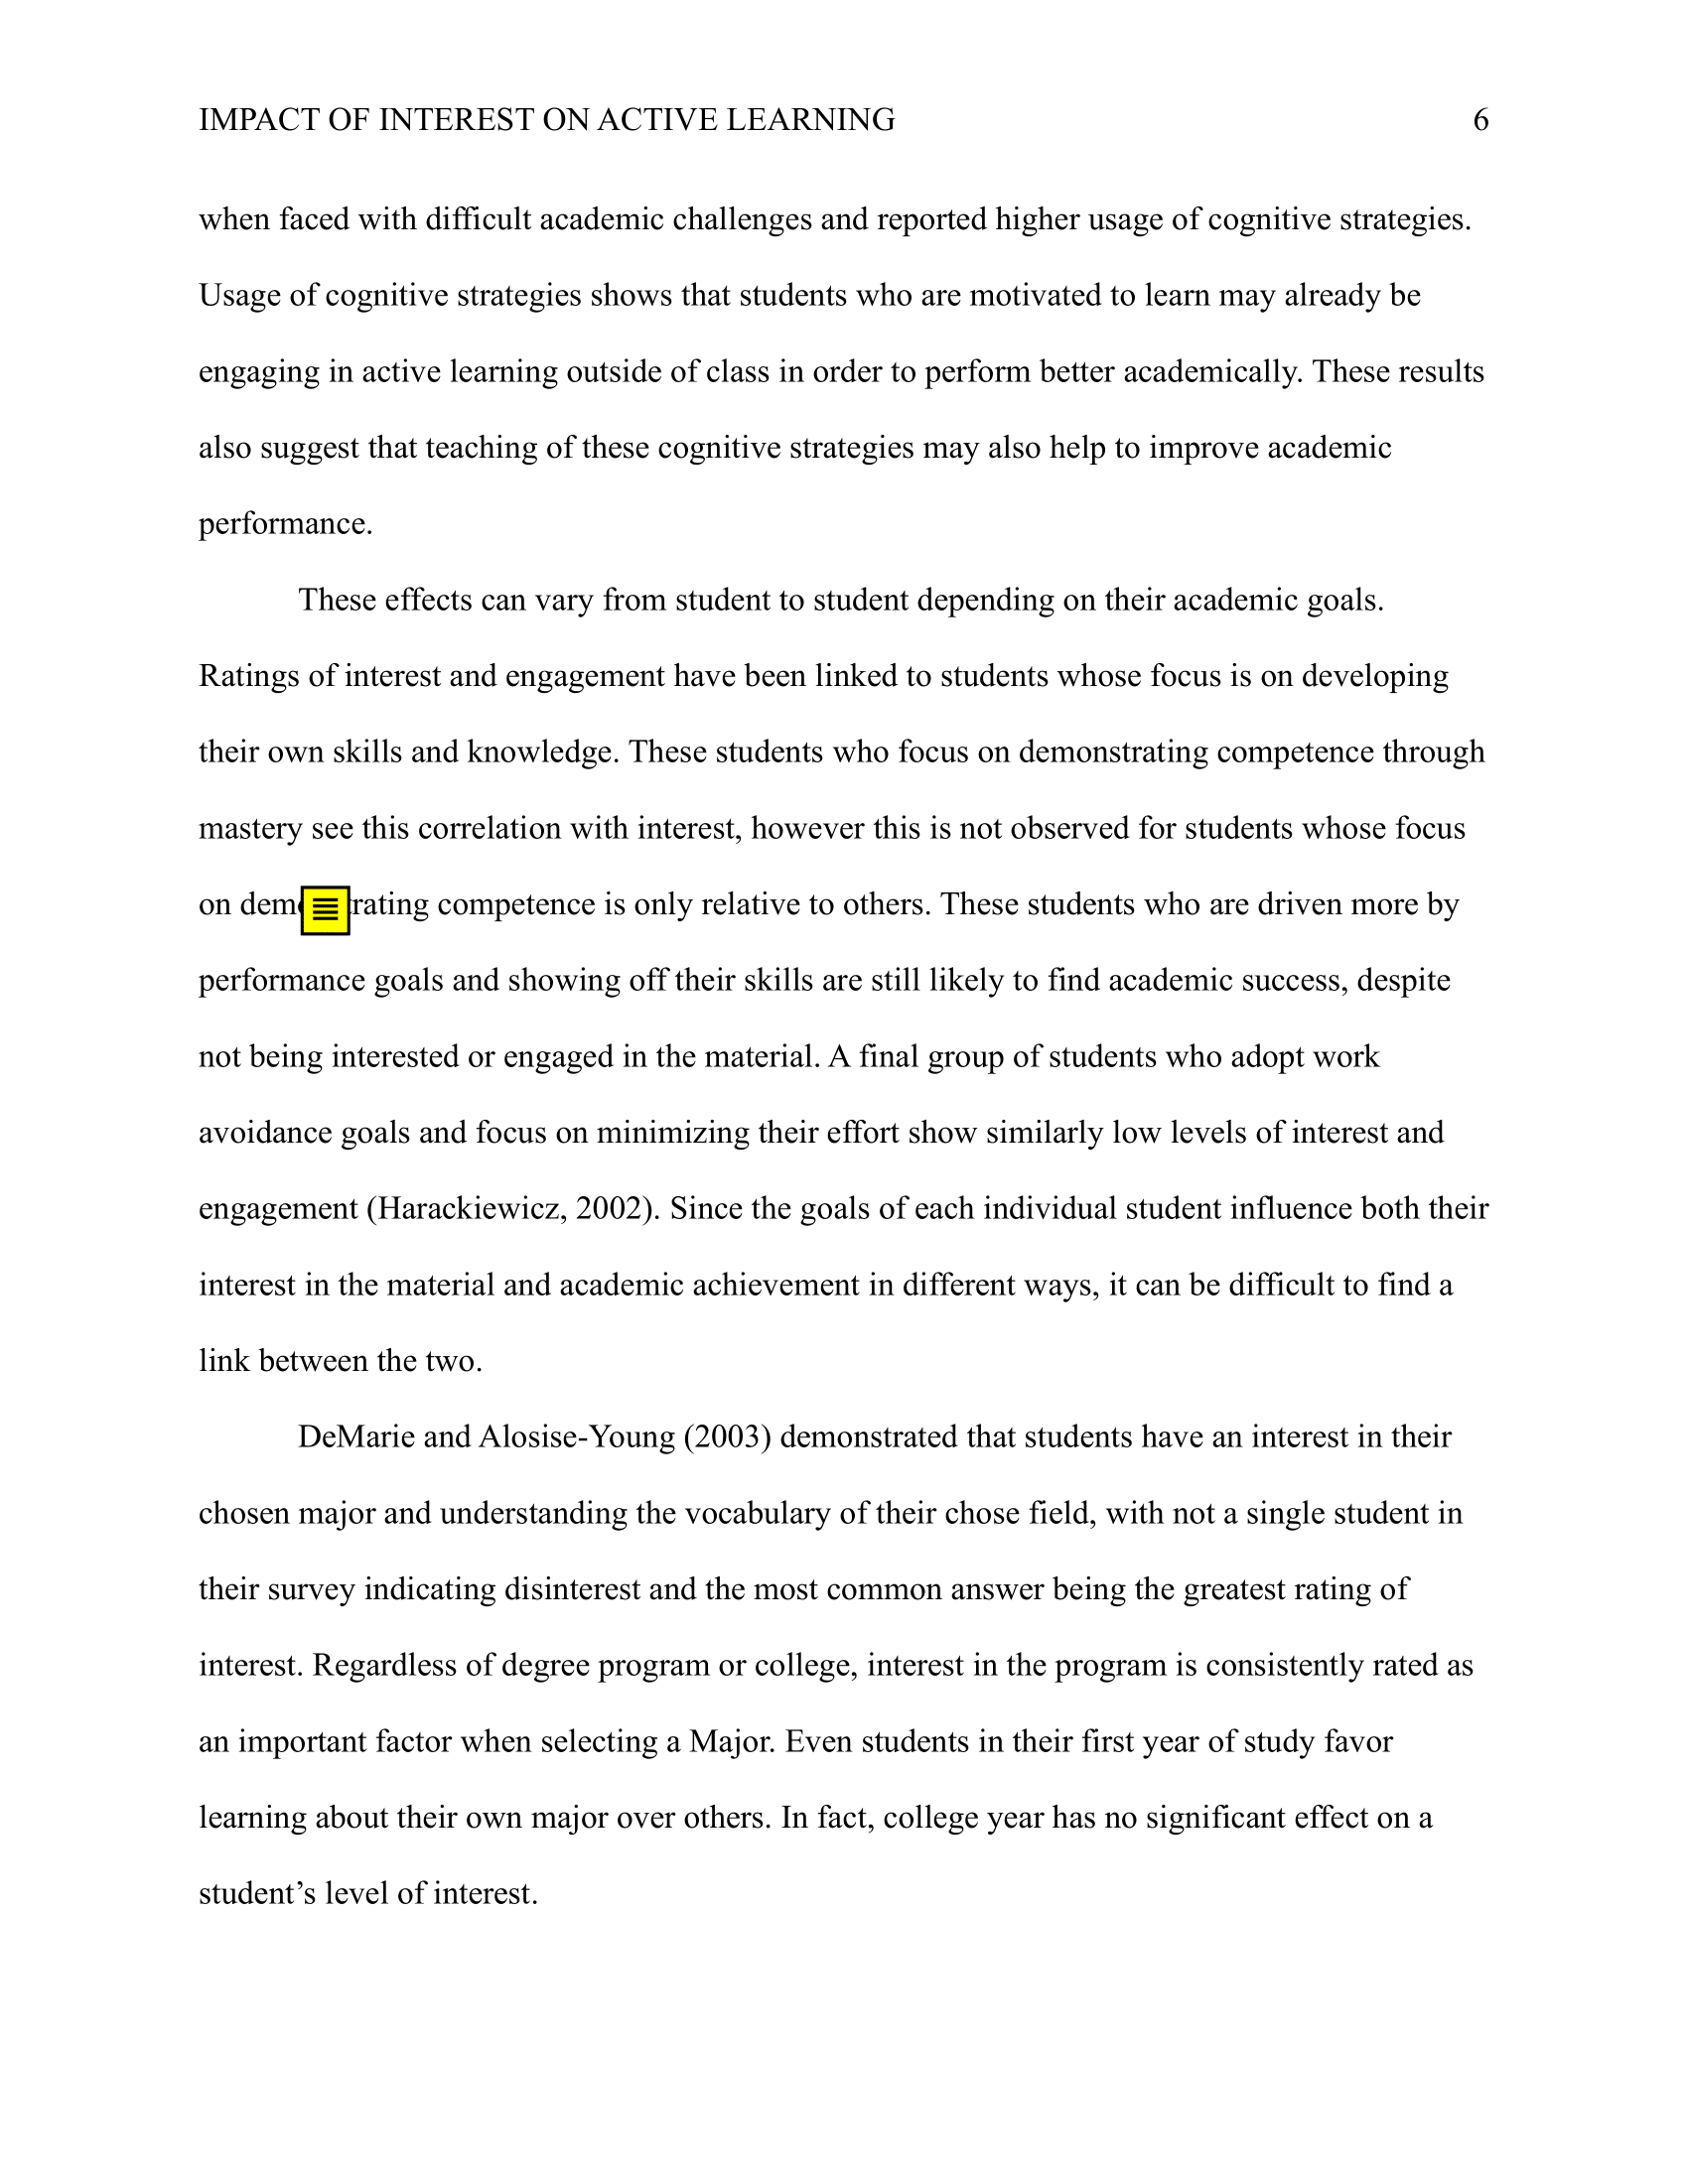 IMPACT OF INTEREST ON ACTIVE LEARNING 6
when faced with difficult academic challenges and reported higher usage of cognitive strategies.
Usage of cognitive strategies shows that students who are motivated to learn may already be
engaging in active learning outside of class in order to perform better academically. These results
also suggest that teaching of these cognitive strategies may also help to improve academic
performance.
These effects can vary from student to student depending on their academic goals.
Ratings of interest and engagement have been linked to students whose focus is on developing
their own skills and knowledge. These students who focus on demonstrating competence through
mastery see this correlation with interest, however this is not observed for students whose focus
on dem rating competence is only relative to others. These students who are driven more by
performance goals and showing off their skills are still likely to find academic success, despite
not being interested or engaged in the material. A final group of students who adopt work
avoidance goals and focus on minimizing their effort show similarly low levels of interest and
engagement (Harackiewicz, 2002). Since the goals of each individual student influence both their
interest in the material and academic achievement in different ways, it can be difficult to find a
link between the two.
DeMarie and Alosise-Young (2003) demonstrated that students have an interest in their
chosen major and understanding the vocabulary of their chose field, with not a single student in
their survey indicating disinterest and the most common answer being the greatest rating of
interest. Regardless of degree program or college, interest in the program is consistently rated as
an important factor when selecting a Major. Even students in their first year of study favor
learning about their own major over others. In fact, college year has no significant effect on a
student’s level of interest.